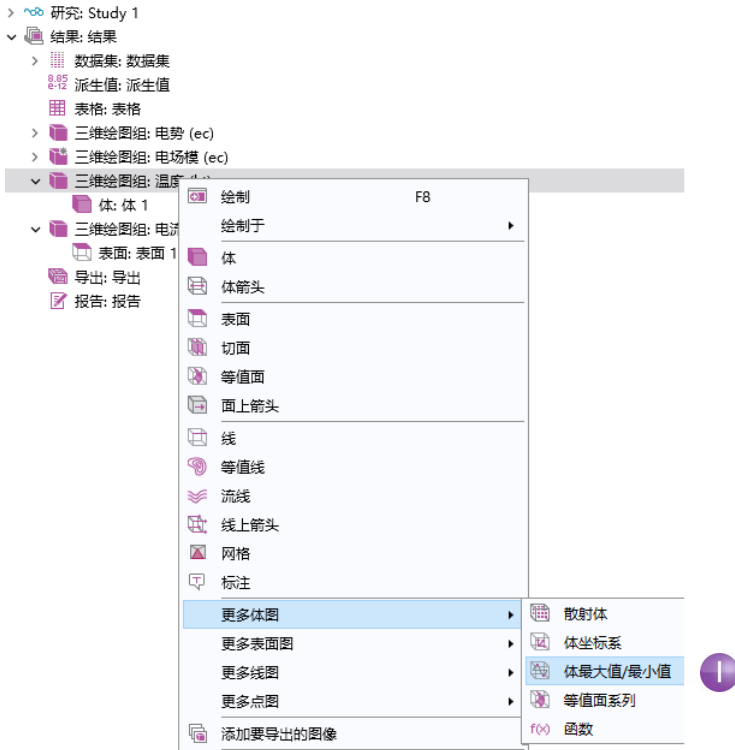 研究: Study 1
结果: 结果
数据集: 数据集
8.85
e-12
派生值: 派生值
表格: 表格
三维绘图组: 电势 (ec)
三维绘图组: 电场模 (ec)
三维绘图组: 温度
体: 体 1
三维绘图组: 电流
表面: 表面 1
导出: 导出
报告: 报告
绘制 F8
绘制于
体
体箭头
表面
切面
等值面
面上箭头
线
等值线
流线
线上箭头
网格
标注
更多体图
更多表面图
更多线图
更多点图
添加要导出的图像
散射体
体坐标系
体最大值/最小值
等值面系列
f(x) 函数
I